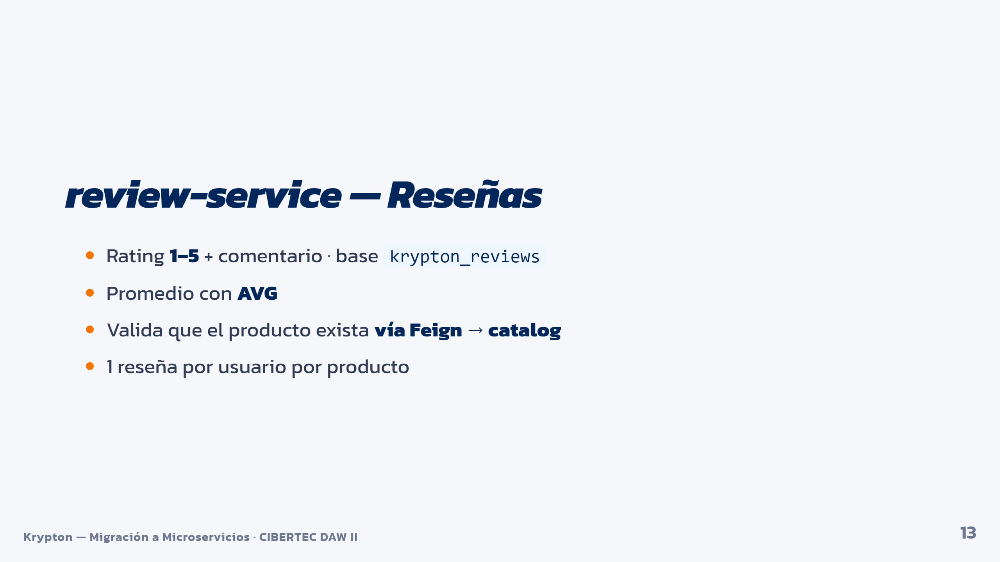 review-service — Reseñas
Rating 1–5 + comentario · base krypton_reviews
Promedio con AVG
Valida que el producto exista vía Feign → catalog
1 reseña por usuario por producto
Krypton — Migración a Microservicios · CIBERTEC DAW II
13